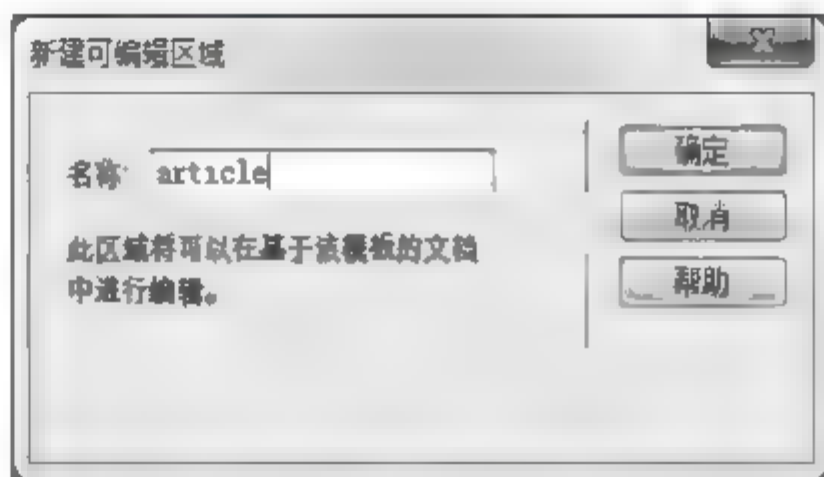 新建可编辑区域
名称: article
确定
取消
此区域将可以在基于该模板的文档
中进行编辑。
帮助